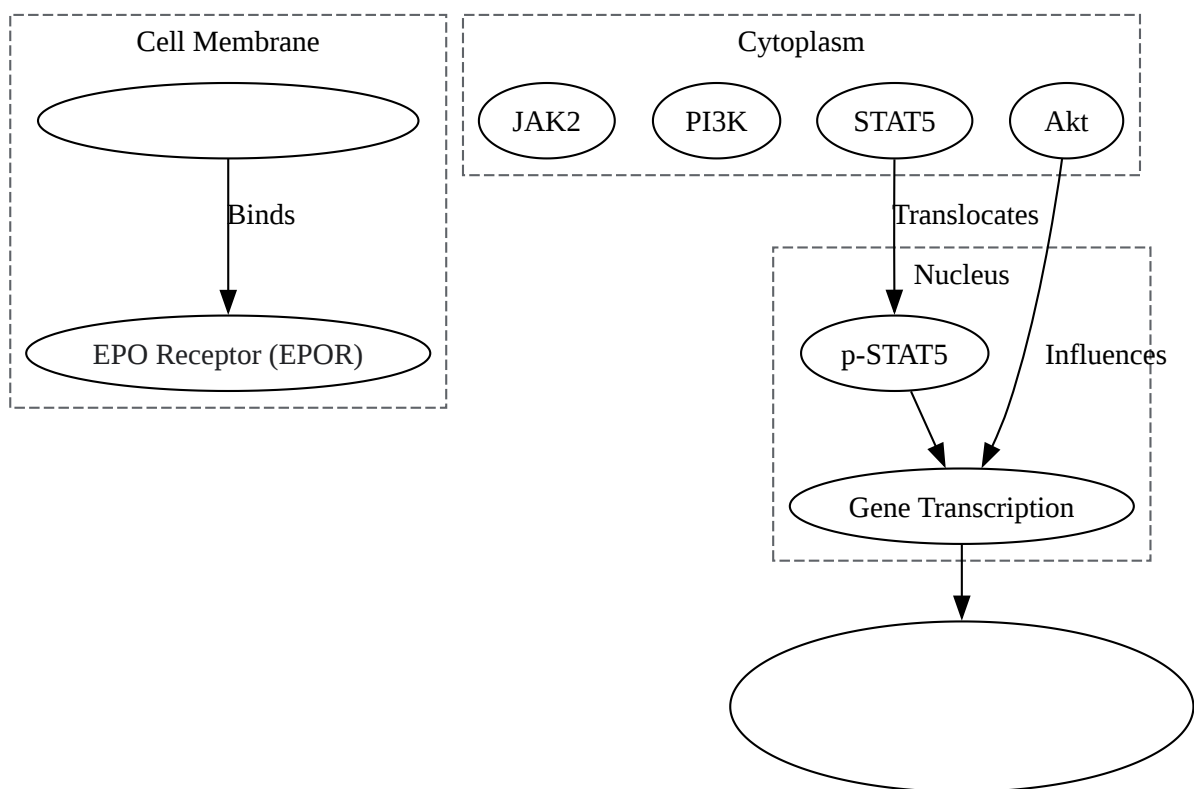 Cell Membrane
Cytoplasm
JAK2
PI3K
STAT5
Akt
Binds
Translocates
Nucleus
EPO Receptor (EPOR)
p-STAT5
Influences
Gene Transcription